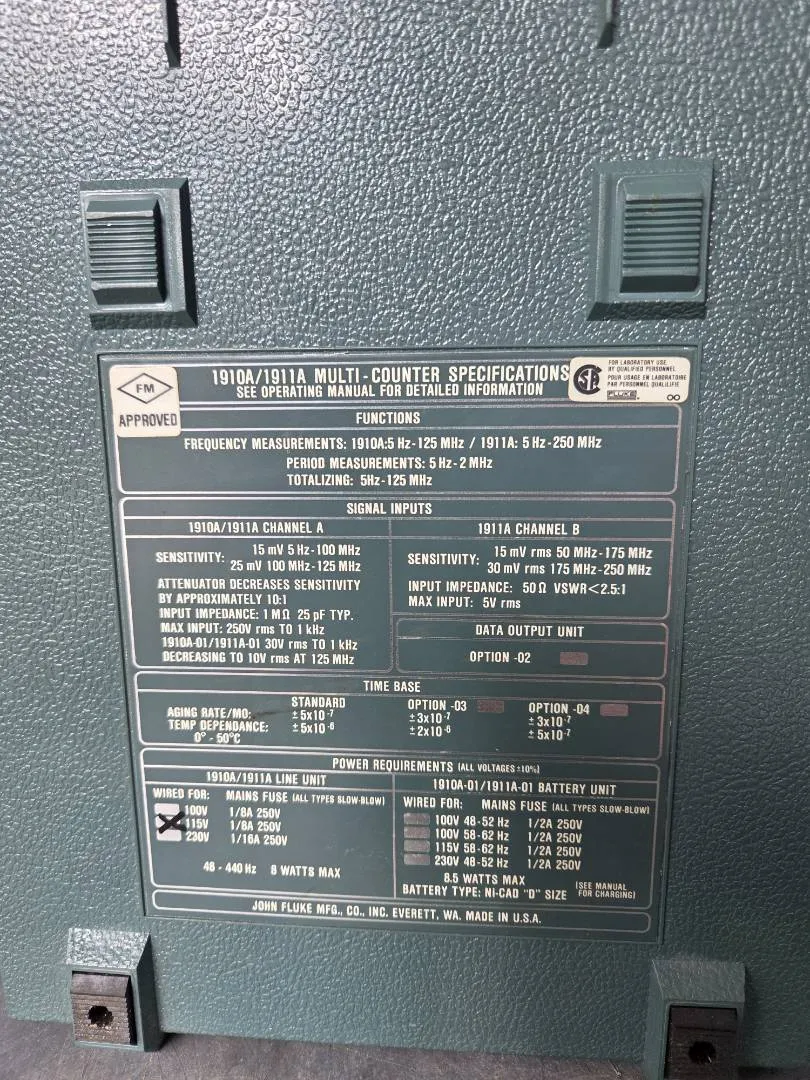 FM
APPROVED
1910A/1911A MULTI-COUNTER SPECIFICATIONS
SEE OPERATING MANUAL FOR DETAILED INFORMATION
FOR LABORATORY USE
BY QUALIFIED PERSONNEL
POUR USAGE EN LABORATOIRE
PAR PERSONNEL QUALIFIE
FLUKE
FUNCTIONS
FREQUENCY MEASUREMENTS: 1910A:5 Hz-125 MHz / 1911A: 5 Hz-250 MHz
PERIOD MEASUREMENTS: 5 Hz-2 MHz
TOTALIZING: 5Hz-125 MHz
SIGNAL INPUTS
1910A/1911A CHANNEL A
SENSITIVITY: 15 mV 5 Hz-100 MHz
25 mV 100 MHz-125 MHz
ATTENUATOR DECREASES SENSITIVITY
BY APPROXIMATELY 10:1
INPUT IMPEDANCE: 1 MΩ 25 pF TYP.
MAX INPUT: 250V rms TO 1 kHz
1910A-01/1911A-01 30V rms TO 1 kHz
DECREASING TO 10V rms AT 125 MHz
1911A CHANNEL B
SENSITIVITY: 15 mV rms 50 MHz-175 MHz
30 mV rms 175 MHz-250 MHz
INPUT IMPEDANCE: 50Ω VSWR<2.5:1
MAX INPUT: 5V rms
DATA OUTPUT UNIT
OPTION -02
TIME BASE
STANDARD OPTION -03 OPTION -04
AGING RATE/MO: ±5x10⁻⁷ ±3x10⁻⁷ ±3x10⁻⁷
TEMP DEPENDANCE: ±5x10⁻⁶ ±2x10⁻⁶ ±5x10⁻⁷
0° - 50°C
POWER REQUIREMENTS (ALL VOLTAGES ±10%)
1910A/1911A LINE UNIT
WIRED FOR: MAINS FUSE (ALL TYPES SLOW-BLOW)
100V 1/8A 250V
X 115V 1/8A 250V
230V 1/16A 250V
48 - 440 Hz 8 WATTS MAX
1910A-01/1911A-01 BATTERY UNIT
WIRED FOR: MAINS FUSE (ALL TYPES SLOW-BLOW)
100V 48-52 Hz 1/2A 250V
100V 58-62 Hz 1/2A 250V
115V 58-62 Hz 1/2A 250V
230V 48-52 Hz 1/2A 250V
8.5 WATTS MAX
BATTERY TYPE: Ni-CAD "D" SIZE (SEE MANUAL
FOR CHARGING)
JOHN FLUKE MFG., CO., INC. EVERETT, WA. MADE IN U.S.A.